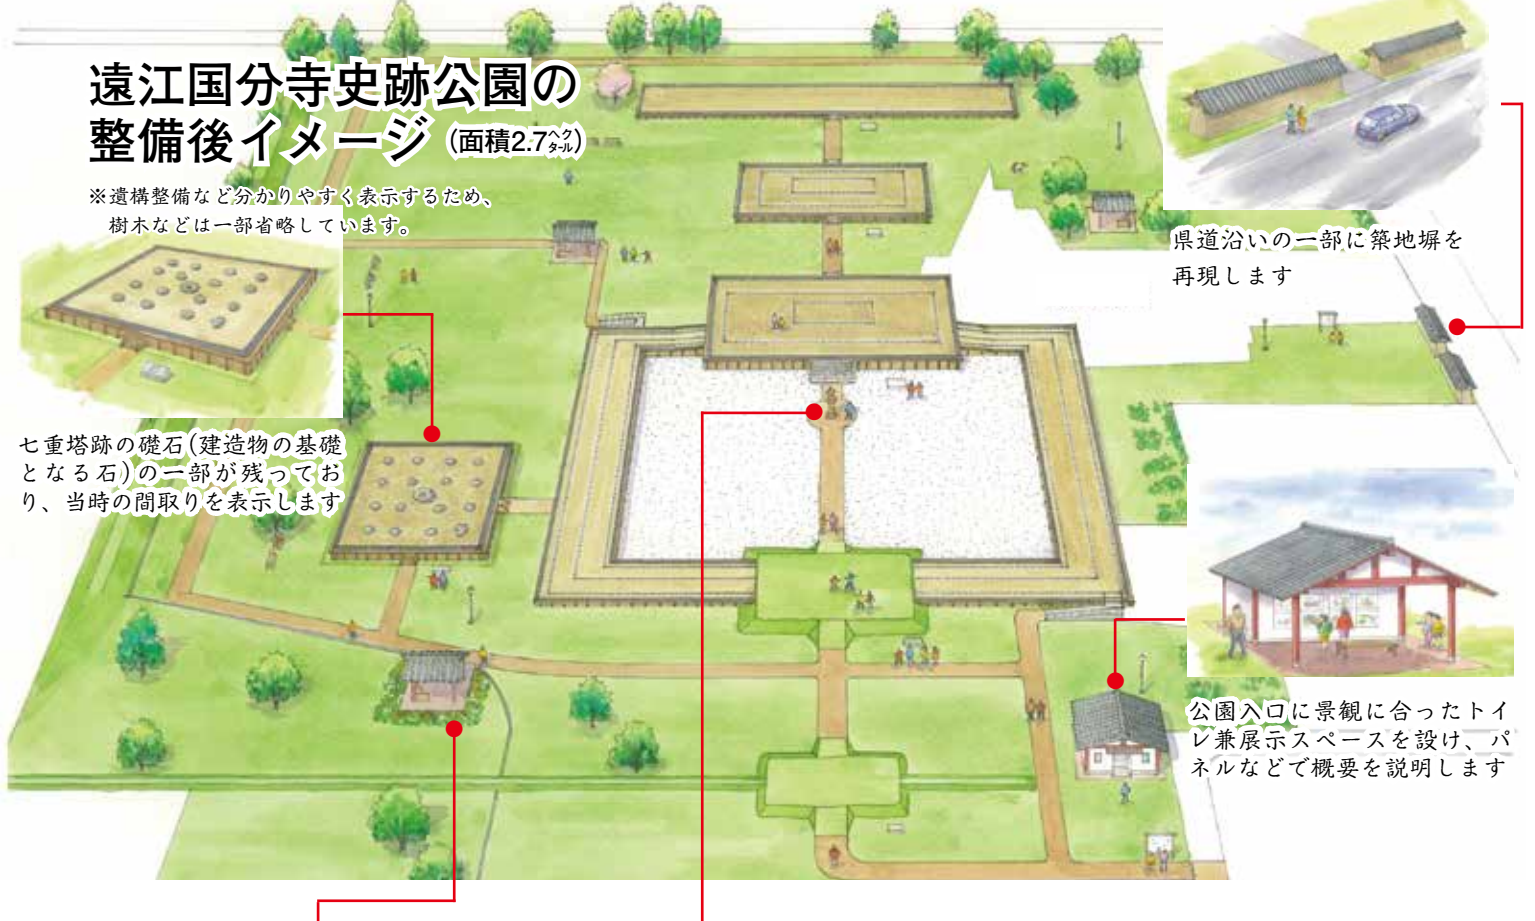 遠江国分寺史跡公園の
整備後イメージ (面積2.7ヘクタール)
※遺構整備など分かりやすく表示するため、
樹木などは一部省略しています。
県道沿いの一部に築地塀を
再現します
七重塔跡の礎石(建造物の基礎
となる石)の一部が残ってお
り、当時の間取りを表示します
公園入口に景観に合ったトイ
レ兼展示スペースを設け、パ
ネルなどで概要を説明します